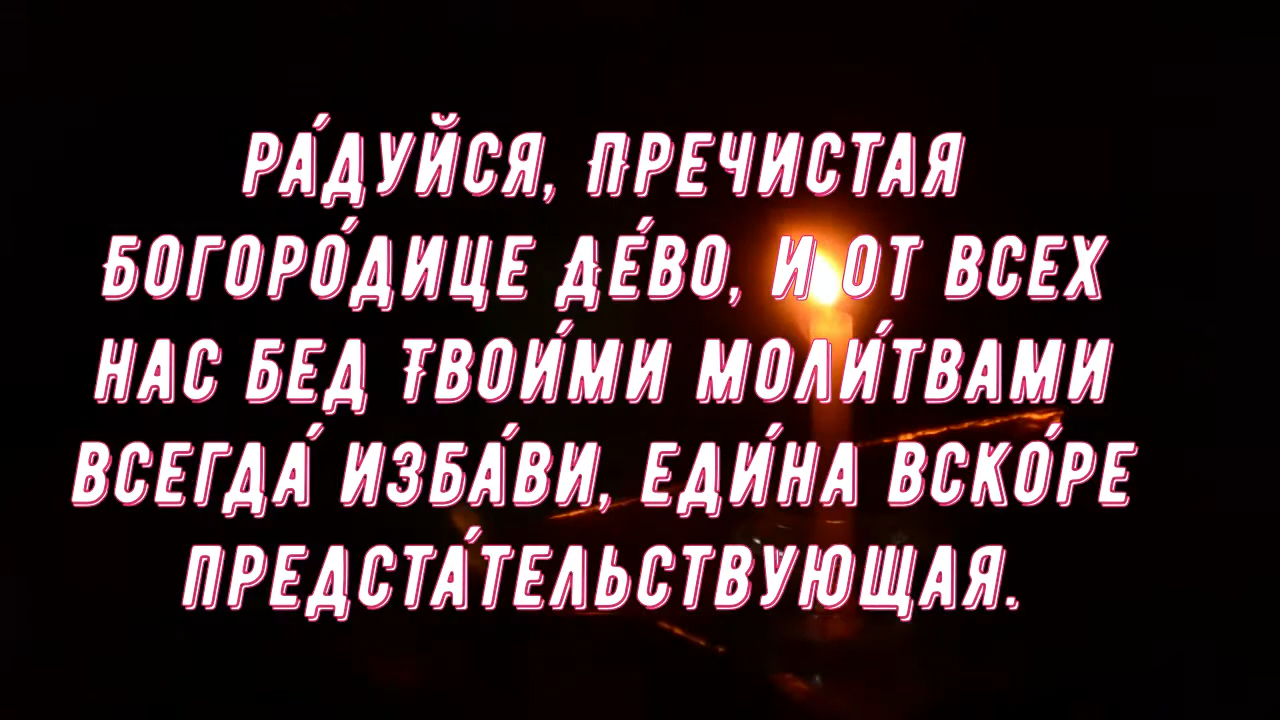 РА́ДУЙСЯ, ПРЕЧИСТАЯ
БОГОРО́ДИЦЕ ДЕ́ВО, И ОТ ВСЕХ
НАС БЕД ТВОИ́МИ МОЛИ́ТВАМИ
ВСЕГДА́ ИЗБА́ВИ, ЕДИ́НА ВСКО́РЕ
ПРЕДСТА́ТЕЛЬСТВУЮЩАЯ.